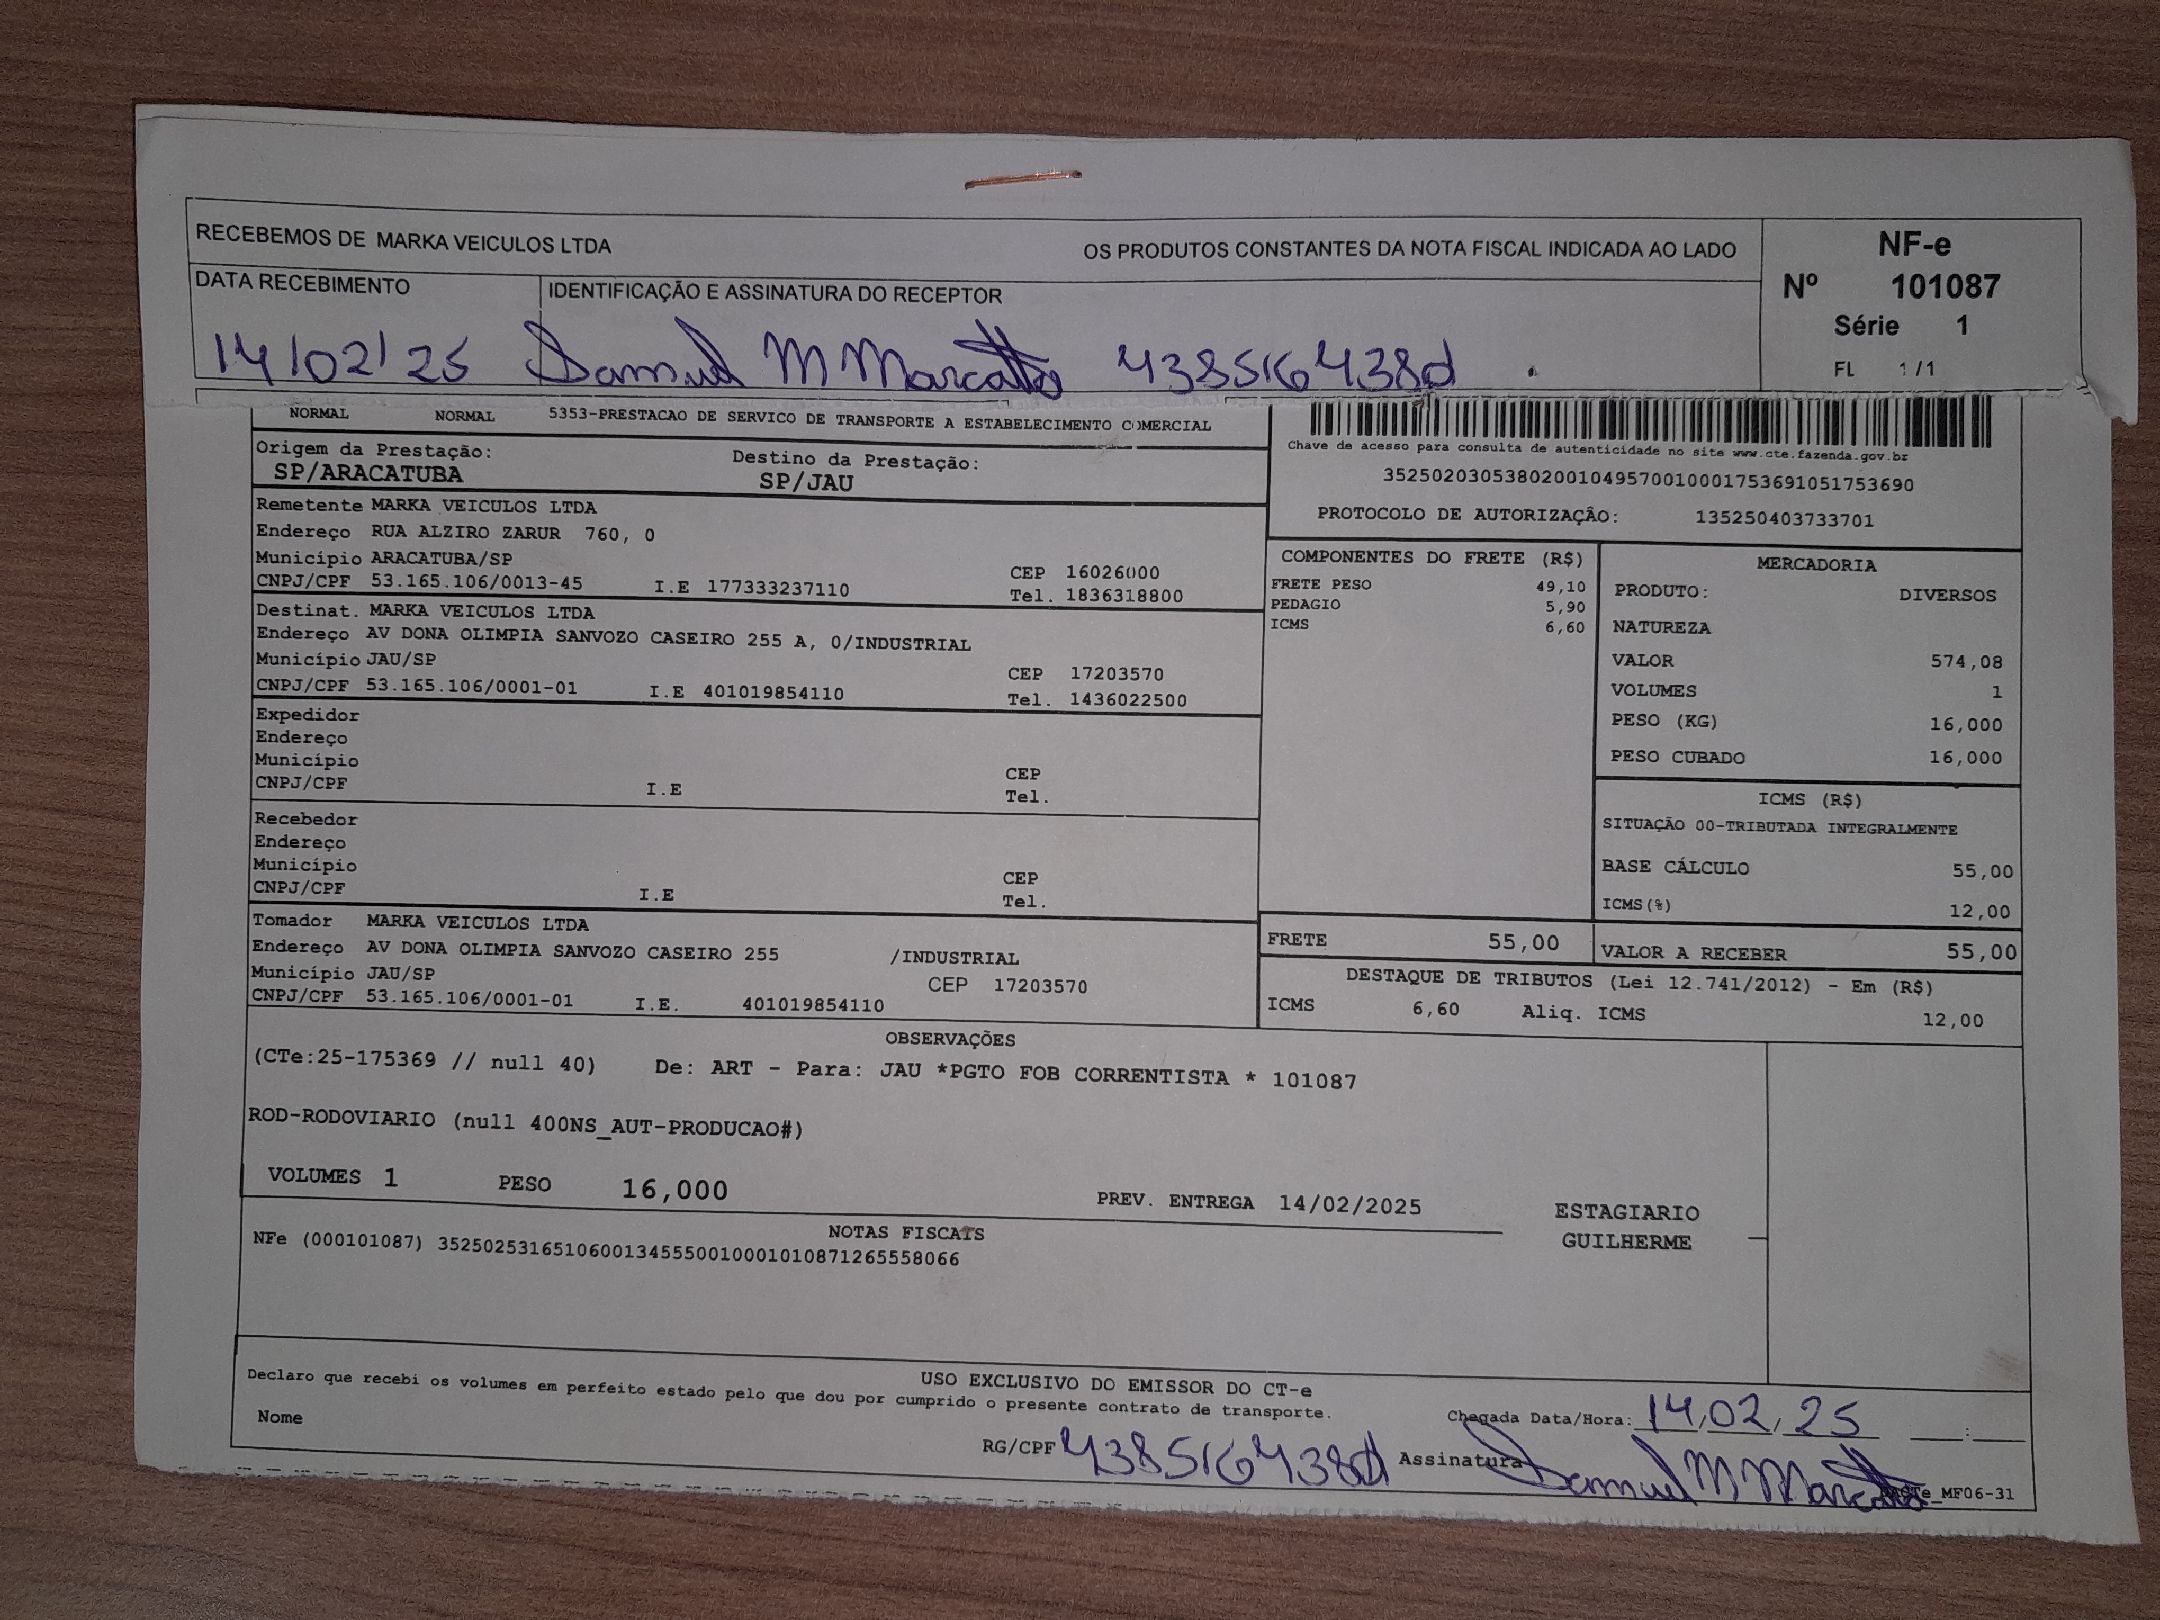 RECEBEMOS DE MARKA VEICULOS LTDA OS PRODUTOS CONSTANTES DA NOTA FISCAL INDICADA AO LADO
NF-e
Nº 101087
Série 1
FL 1/1
DATA RECEBIMENTO IDENTIFICAÇÃO E ASSINATURA DO RECEPTOR
14/02/25 Samuel M Marcatto
NORMAL NORMAL 5353-PRESTACAO DE SERVICO DE TRANSPORTE A ESTABELECIMENTO COMERCIAL
Origem da Prestação: Destino da Prestação:
SP/ARACATUBA SP/JAU
Chave de acesso para consulta de autenticidade no site www.cte.fazenda.gov.br
35250203053802001049570010001753691051753690
PROTOCOLO DE AUTORIZAÇÂO: 135250403733701
Remetente MARKA VEICULOS LTDA
Endereço RUA ALZIRO ZARUR 760, 0
Município ARACATUBA/SP CEP 16026000
CNPJ/CPF 53.165.106/0013-45 I.E 177333237110 Tel. 1836318800
Destinat. MARKA VEICULOS LTDA
Endereço AV DONA OLIMPIA SANVOZO CASEIRO 255 A, 0/INDUSTRIAL
Município JAU/SP CEP 17203570
CNPJ/CPF 53.165.106/0001-01 I.E 401019854110 Tel. 1436022500
Expedidor
Endereço
Município CEP
CNPJ/CPF I.E Tel.
Recebedor
Endereço
Município CEP
CNPJ/CPF I.E Tel.
Tomador MARKA VEICULOS LTDA
Endereço AV DONA OLIMPIA SANVOZO CASEIRO 255 /INDUSTRIAL
Município JAU/SP CEP 17203570
CNPJ/CPF 53.165.106/0001-01 I.E. 401019854110
COMPONENTES DO FRETE (R$)
FRETE PESO 49,10
PEDAGIO 5,90
ICMS 6,60
MERCADORIA
PRODUTO: DIVERSOS
NATUREZA
VALOR 574,08
VOLUMES 1
PESO (KG) 16,000
PESO CUBADO 16,000
ICMS (R$)
SITUAÇÃO 00-TRIBUTADA INTEGRALMENTE
BASE CÁLCULO 55,00
ICMS(%) 12,00
FRETE 55,00 VALOR A RECEBER 55,00
DESTAQUE DE TRIBUTOS (Lei 12.741/2012) - Em (R$)
ICMS 6,60 Aliq. ICMS 12,00
OBSERVAÇÕES
(CTe:25-175369 // null 40) De: ART - Para: JAU *PGTO FOB CORRENTISTA * 101087
ROD-RODOVIARIO (null 400NS_AUT-PRODUCAO#)
VOLUMES 1 PESO 16,000 PREV. ENTREGA 14/02/2025
ESTAGIARIO
GUILHERME
NOTAS FISCAIS
NFe (000101087) 35250253165106001345550010001010871265558066
USO EXCLUSIVO DO EMISSOR DO CT-e
Declaro que recebi os volumes em perfeito estado pelo que dou por cumprido o presente contrato de transporte.
Nome Chegada Data/Hora: 14,02,25 __:__
RG/CPF Assinatura Samuel M Marcatto
DACTe_MF06-31